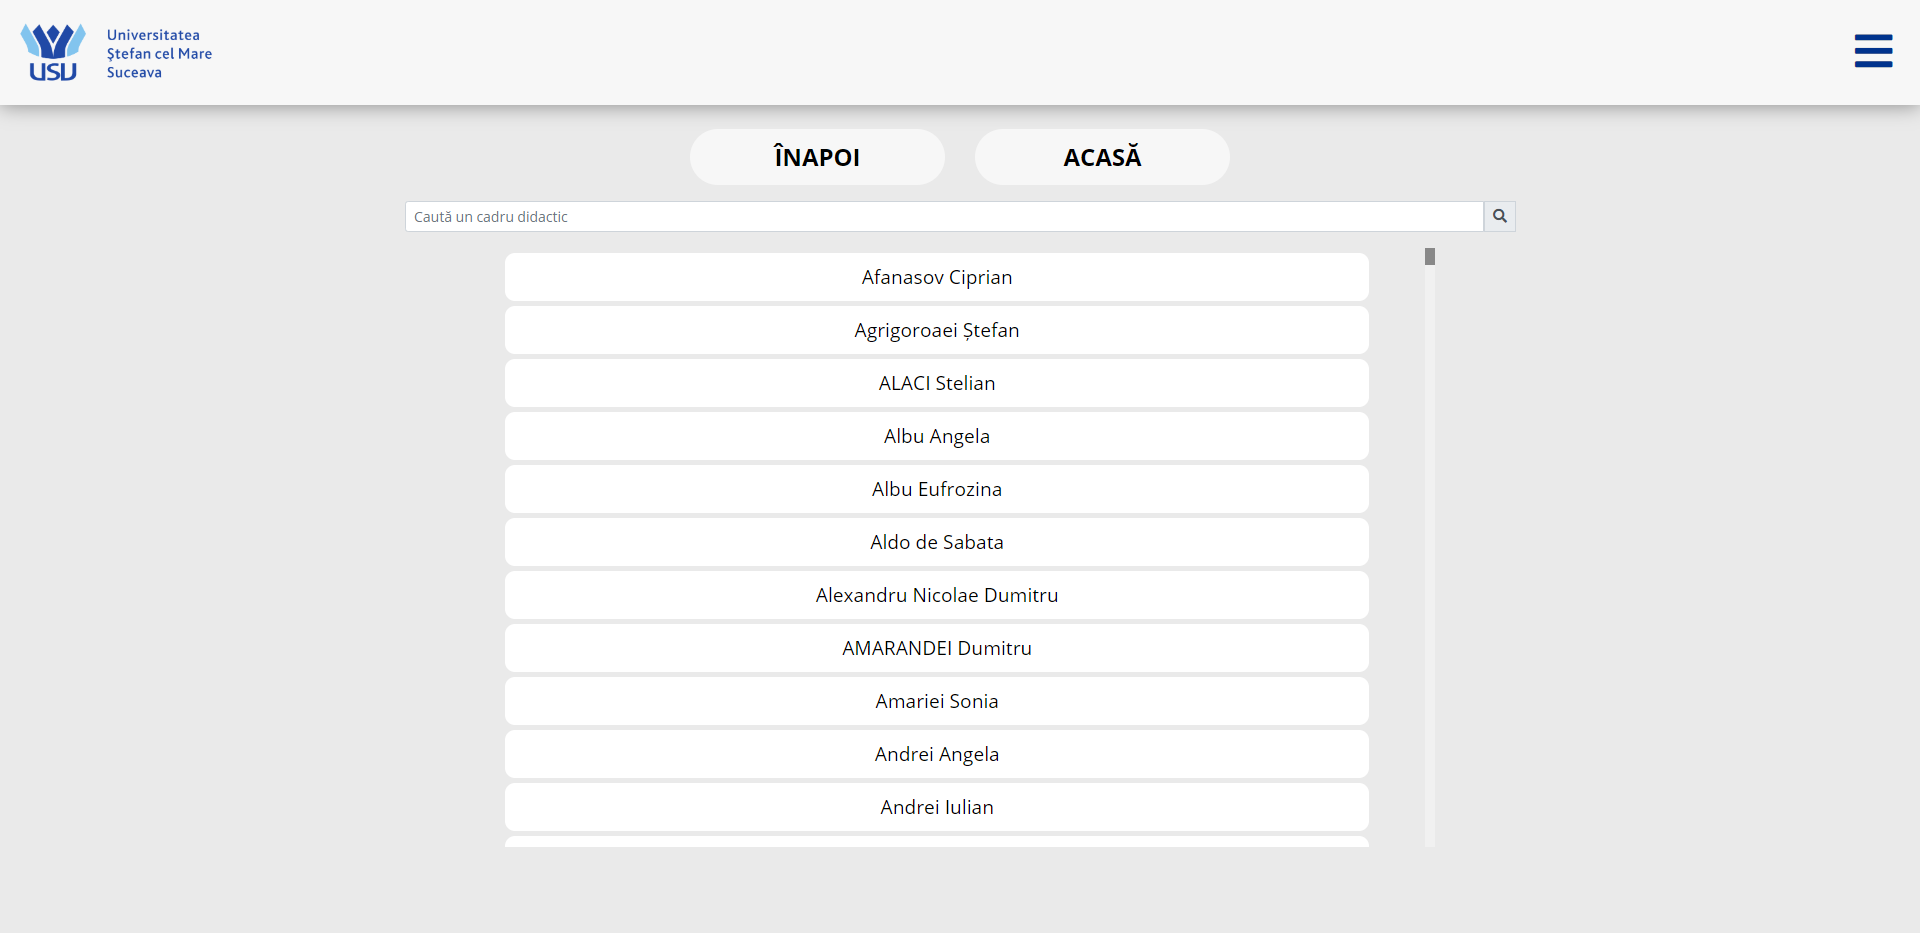 USU
Universitatea
Ștefan cel Mare
Suceava
ÎNAPOI
ACASĂ
Caută un cadru didactic
Afanasov Ciprian
Agrigoroaei Ștefan
ALACI Stelian
Albu Angela
Albu Eufrozina
Aldo de Sabata
Alexandru Nicolae Dumitru
AMARANDEI Dumitru
Amariei Sonia
Andrei Angela
Andrei Iulian